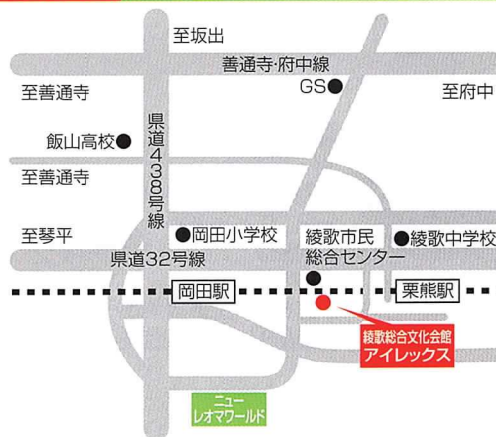 至坂出
善通寺・府中線
至善通寺
GS
至府中
飯山高校
県道438号線
至善通寺
至琴平
岡田小学校
綾歌市民
総合センター
綾歌中学校
県道32号線
岡田駅
栗熊駅
綾歌総合文化会館
アイレックス
ニュー
レオマワールド